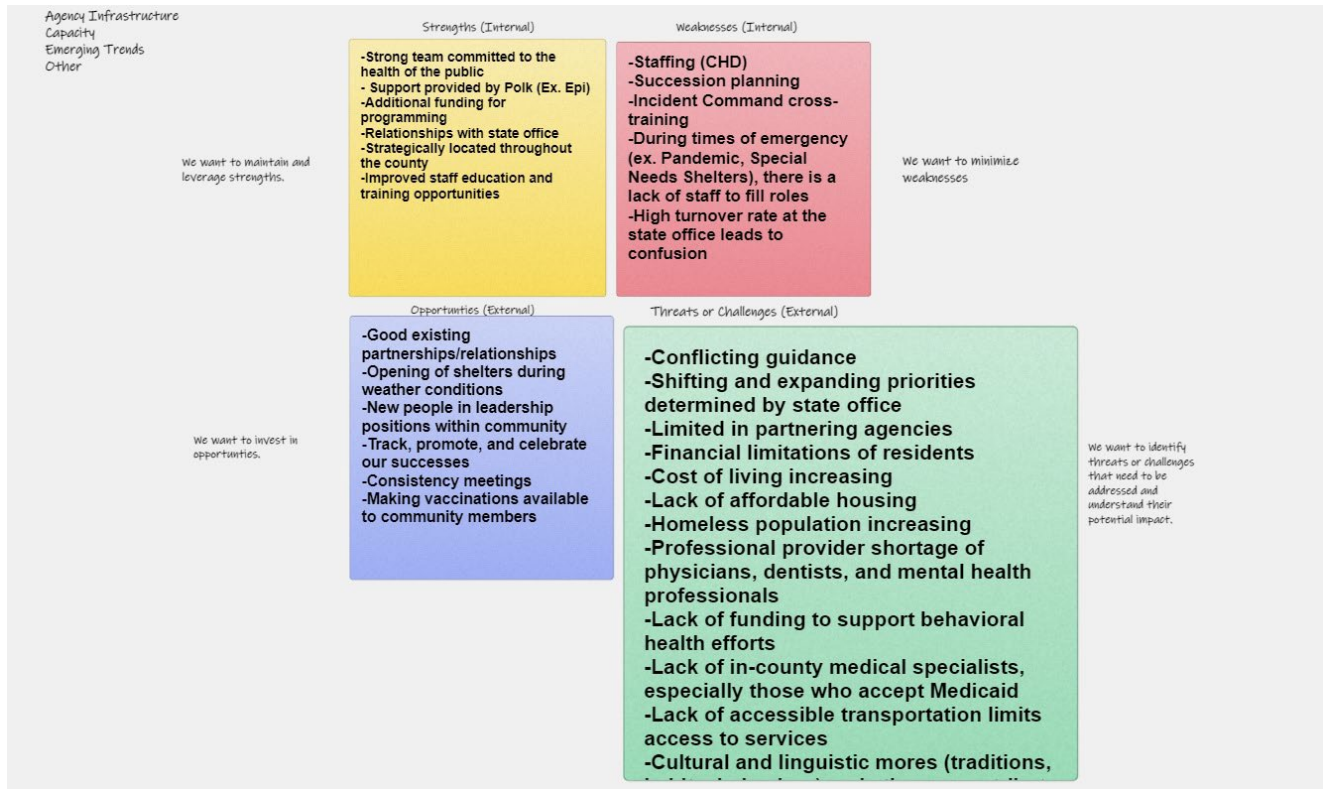 Agency Infrastructure
Capacity
Emerging Trends
Other
Strengths (Internal)
-Strong team committed to the
health of the public
- Support provided by Polk (Ex. Epi)
-Additional funding for
programming
-Relationships with state office
-Strategically located throughout
the county
-Improved staff education and
training opportunities
Weaknesses (Internal)
-Staffing (CHD)
-Succession planning
-Incident Command cross-
training
-During times of emergency
(ex. Pandemic, Special
Needs Shelters), there is a
lack of staff to fill roles
-High turnover rate at the
state office leads to
confusion
We want to maintain and
leverage strengths.
We want to minimize
weaknesses
Opportunties (External)
-Good existing
partnerships/relationships
-Opening of shelters during
weather conditions
-New people in leadership
positions within community
-Track, promote, and celebrate
our successes
-Consistency meetings
-Making vaccinations available
to community members
Threats or Challenges (External)
-Conflicting guidance
-Shifting and expanding priorities
determined by state office
-Limited in partnering agencies
-Financial limitations of residents
-Cost of living increasing
-Lack of affordable housing
-Homeless population increasing
-Professional provider shortage of
physicians, dentists, and mental health
professionals
-Lack of funding to support behavioral
health efforts
-Lack of in-county medical specialists,
especially those who accept Medicaid
-Lack of accessible transportation limits
access to services
-Cultural and linguistic mores (traditions,
We want to invest in
opportunties.
We want to identify
threats or challenges
that need to be
addressed and
understand their
potential impact.